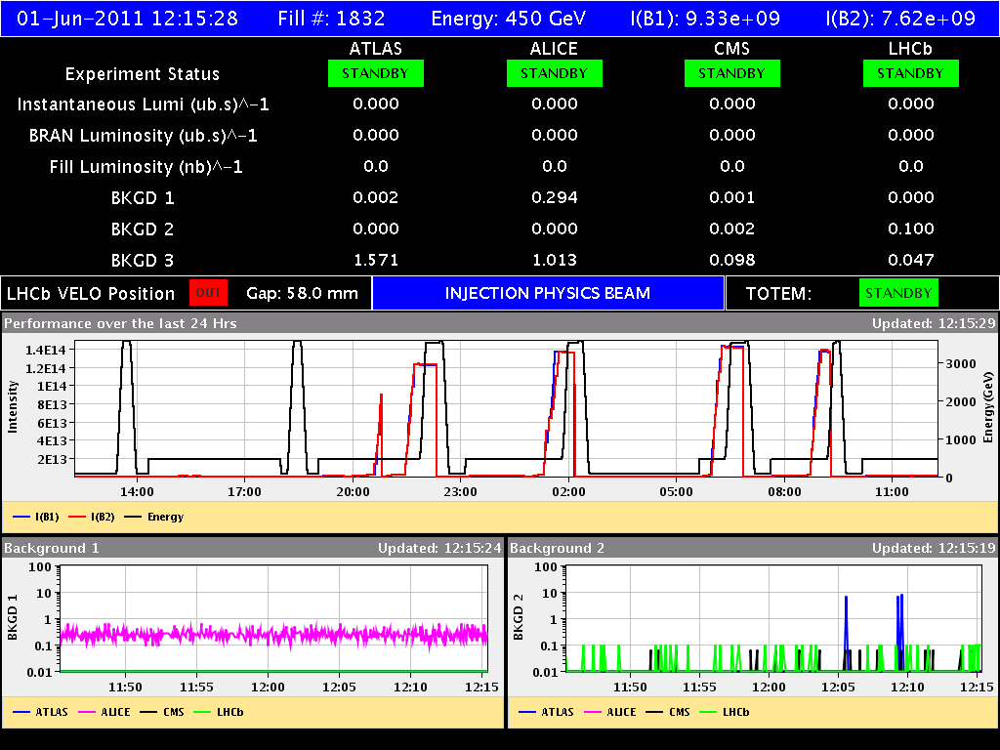 01-Jun-2011 12:15:28 Fill #: 1832 Energy: 450 GeV I(B1): 9.33e+09 I(B2): 7.62e+09
ATLAS ALICE CMS LHCb
Experiment Status STANDBY STANDBY STANDBY STANDBY
Instantaneous Lumi (ub.s)^-1 0.000 0.000 0.000 0.000
BRAN Luminosity (ub.s)^-1 0.000 0.000 0.000 0.000
Fill Luminosity (nb)^-1 0.0 0.0 0.0 0.0
BKGD 1 0.002 0.294 0.001 0.000
BKGD 2 0.000 0.000 0.002 0.100
BKGD 3 1.571 1.013 0.098 0.047
LHCb VELO Position OUT Gap: 58.0 mm INJECTION PHYSICS BEAM TOTEM: STANDBY
Performance over the last 24 Hrs Updated: 12:15:29
Intensity
1.4E14
1.2E14
1E14
8E13
6E13
4E13
2E13
3000
2000
1000
0
Energy(GeV)
14:00 17:00 20:00 23:00 02:00 05:00 08:00 11:00
I(B1) I(B2) Energy
Background 1 Updated: 12:15:24
BKGD 1
100
10
1
0.1
0.01
11:50 11:55 12:00 12:05 12:10 12:15
ATLAS ALICE CMS LHCb
Background 2 Updated: 12:15:19
BKGD 2
100
10
1
0.1
0.01
11:50 11:55 12:00 12:05 12:10 12:15
ATLAS ALICE CMS LHCb